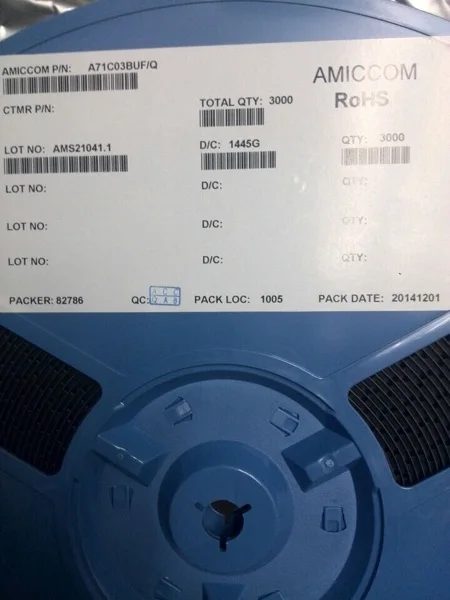 AMICCOM P/N: A71C03BUF/Q
AMICCOM
RoHS
CTMR P/N:
TOTAL QTY: 3000
LOT NO: AMS21041.1
D/C: 1445G
QTY: 3000
LOT NO:
D/C:
QTY:
LOT NO:
D/C:
QTY:
LOT NO:
D/C:
QTY:
PACKER: 82786
QC:
PACK LOC: 1005
PACK DATE: 20141201